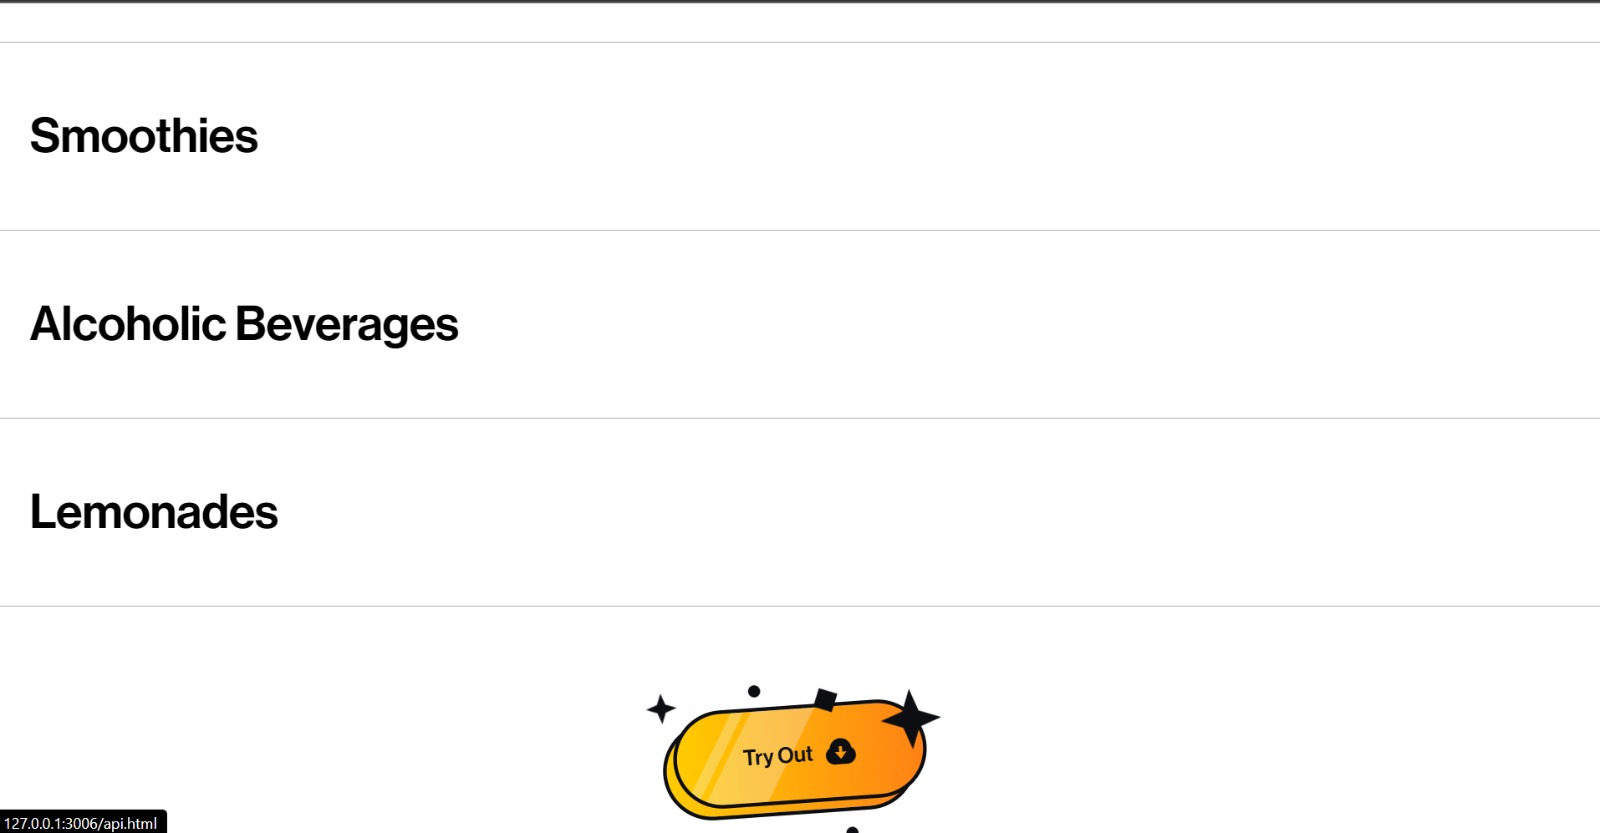 Smoothies
Alcoholic Beverages
Lemonades
Try Out
127.0.0.1:3006/api.html